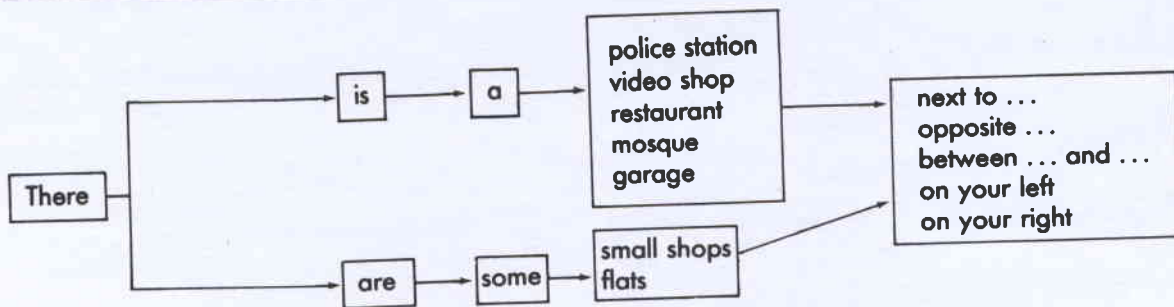 There
is
a
police station
video shop
restaurant
mosque
garage
next to ...
opposite ...
between ... and ...
on your left
on your right
are
some
small shops
flats